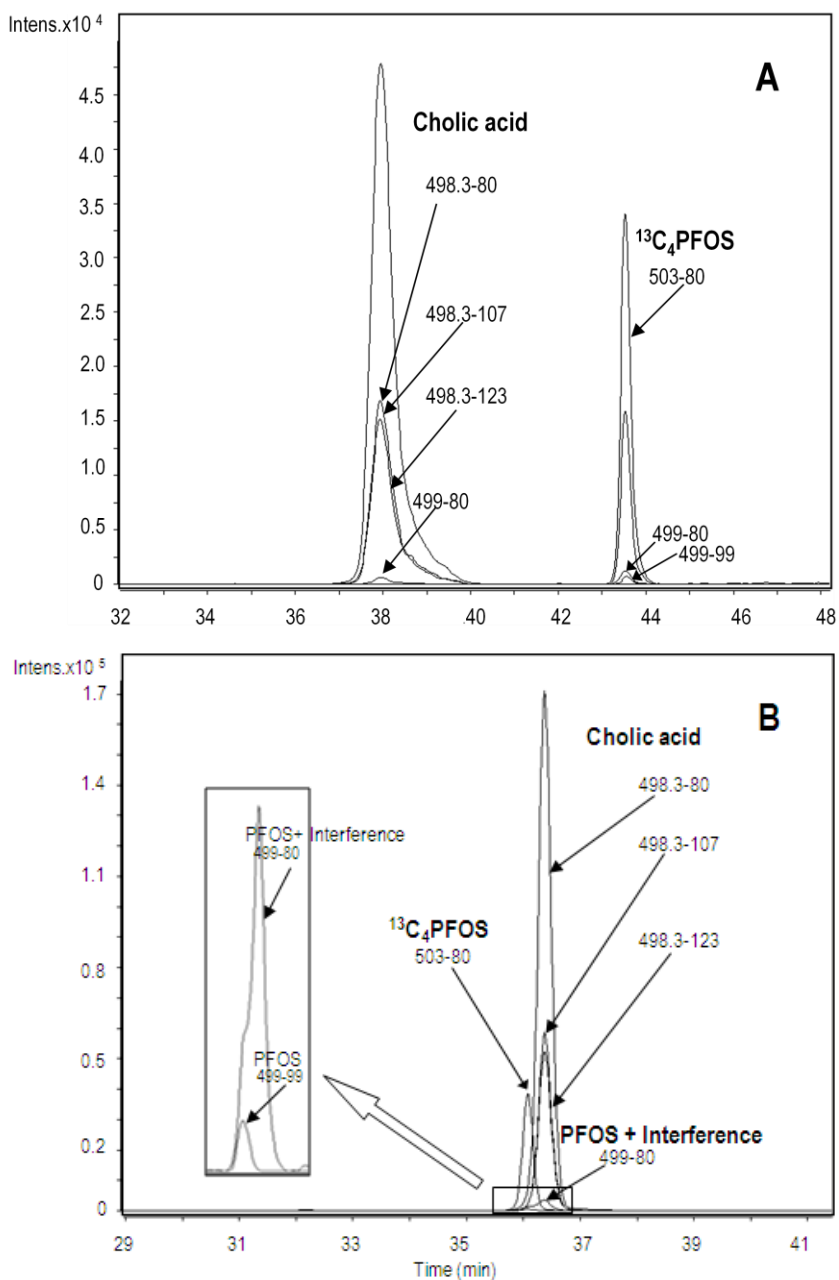 Intens.x10 4
A
4.5
Cholic acid
4.0
498.3-80
3.5
¹³C₄PFOS
503-80
3.0
498.3-107
2.5
498.3-123
2.0
1.5
1.0
499-80
499-80
0.5
499-99
0
32 34 36 38 40 42 44 46 48
Intens.x10 5
B
1.7
Cholic acid
1.4
498.3-80
PFOS+ Interference
499-80
498.3-107
1.1
¹³C₄PFOS
503-80
498.3-123
0.8
0.5
PFOS
499-99
PFOS + Interference
499-80
0.2
0
29 31 33 35 37 39 41
Time (min)